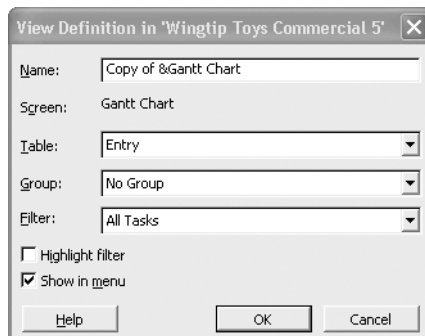 View Definition in 'Wingtip Toys Commercial 5'
Name: Copy of &Gantt Chart
Screen: Gantt Chart
Table: Entry
Group: No Group
Filter: All Tasks
Highlight filter
Show in menu
Help OK Cancel